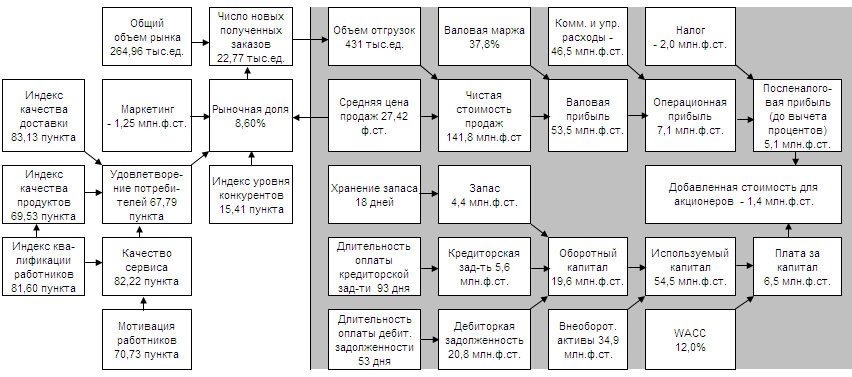 Общий
объем рынка
264,96 тыс.ед.
Число новых
полученных
заказов
22,77 тыс.ед.
Объем отгрузок
431 тыс.ед.
Валовая маржа
37,8%
Комм. и упр.
расходы -
46,5 млн.ф.ст.
Налог
- 2,0 млн.ф.ст.
Индекс
качества
доставки
83,13 пункта
Маркетинг
- 1,25 млн.ф.ст.
Рыночная доля
8,60%
Средняя цена
продаж 27,42
ф.ст.
Чистая
стоимость
продаж
141,8 млн.ф.ст
Валовая
прибыль
53,5 млн.ф.ст.
Операционная
прибыль
7,1 млн.ф.ст.
Посленалого-
вая прибыль
(до вычета
процентов)
5,1 млн.ф.ст.
Индекс
качества
продуктов
69,53 пункта
Удовлетворе-
ние потреби-
телей 67,79
пункта
Индекс уровня
конкурентов
15,41 пункта
Хранение запаса
18 дней
Запас
4,4 млн.ф.ст.
Добавленная стоимость для
акционеров - 1,4 млн.ф.ст.
Индекс ква-
лификации
работников
81,60 пункта
Качество
сервиса
82,22 пункта
Длительность
оплаты
кредиторской
зад-ти 93 дня
Кредиторская
зад-ть 5,6
млн.ф.ст.
Оборотный
капитал
19,6 млн.ф.ст.
Используемый
капитал
54,5 млн.ф.ст.
Плата за
капитал
6,5 млн.ф.ст.
Мотивация
работников
70,73 пункта
Длительность
оплаты дебит.
задолженности
53 дня
Дебиторкая
задолженность
20,8 млн.ф.ст.
Внеоборот.
активы 34,9
млн.ф.ст.
WACC
12,0%